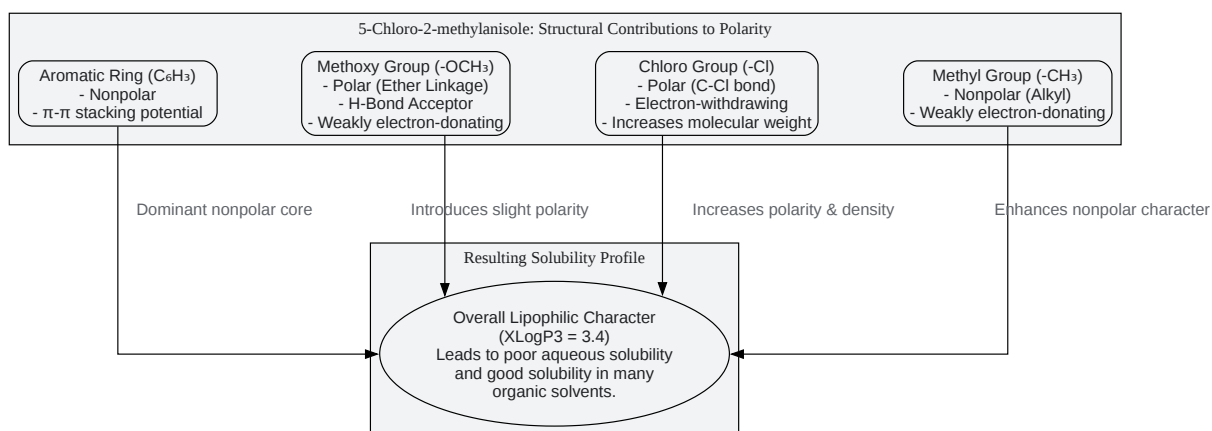 5-Chloro-2-methylanisole: Structural Contributions to Polarity
Aromatic Ring (C₆H₃)
- Nonpolar
- π-π stacking potential
Methoxy Group (-OCH₃)
- Polar (Ether Linkage)
- H-Bond Acceptor
- Weakly electron-donating
Chloro Group (-Cl)
- Polar (C-Cl bond)
- Electron-withdrawing
- Increases molecular weight
Methyl Group (-CH₃)
- Nonpolar (Alkyl)
- Weakly electron-donating
Dominant nonpolar core
Introduces slight polarity
Increases polarity & density
Enhances nonpolar character
Resulting Solubility Profile
Overall Lipophilic Character
(XLogP3 = 3.4)
Leads to poor aqueous solubility
and good solubility in many
organic solvents.